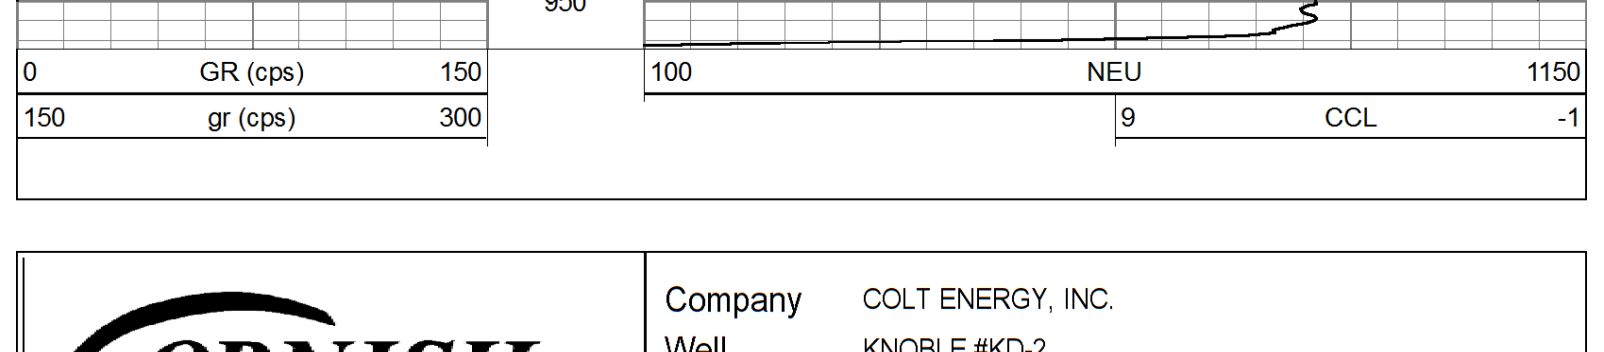 950
0 GR (cps) 150 100 NEU 1150
150 gr (cps) 300 9 CCL -1
Company COLT ENERGY, INC.
CORNISH
Well KNOBLE #KD-2